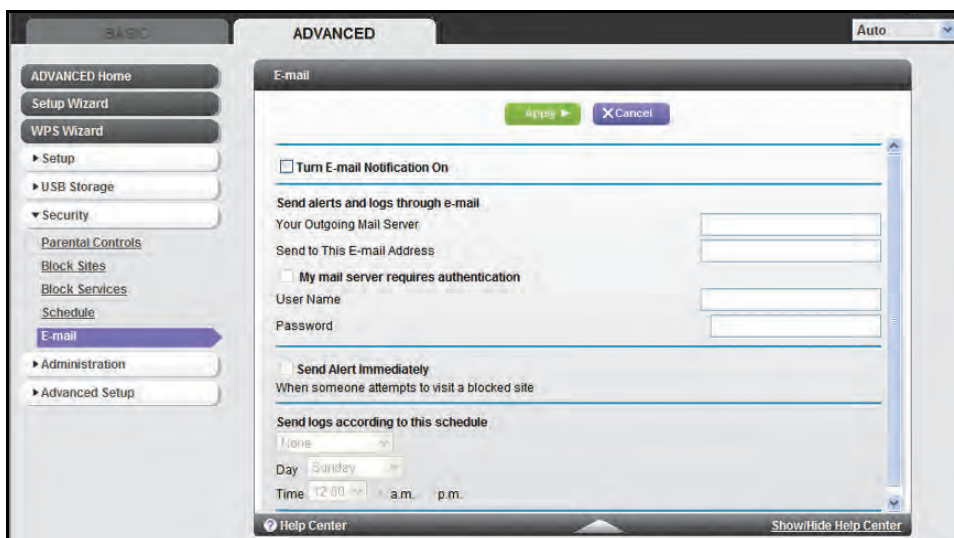 BASIC
ADVANCED
Auto
ADVANCED Home
Setup Wizard
WPS Wizard
Setup
USB Storage
Security
Parental Controls
Block Sites
Block Services
Schedule
E-mail
Administration
Advanced Setup
E-mail
Apply
Cancel
Turn E-mail Notification On
Send alerts and logs through e-mail
Your Outgoing Mail Server
Send to This E-mail Address
My mail server requires authentication
User Name
Password
Send Alert Immediately
When someone attempts to visit a blocked site
Send logs according to this schedule
None
Day Sunday
Time 12:00 a.m. p.m.
Help Center
Show/Hide Help Center